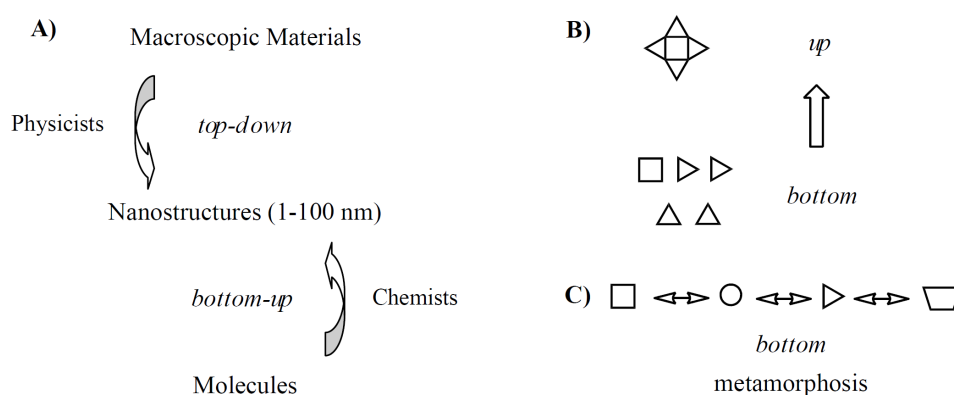 A)
Macroscopic Materials
Physicists
top-down
Nanostructures (1-100 nm)
bottom-up
Chemists
Molecules
B)
up
bottom
C)
bottom
metamorphosis